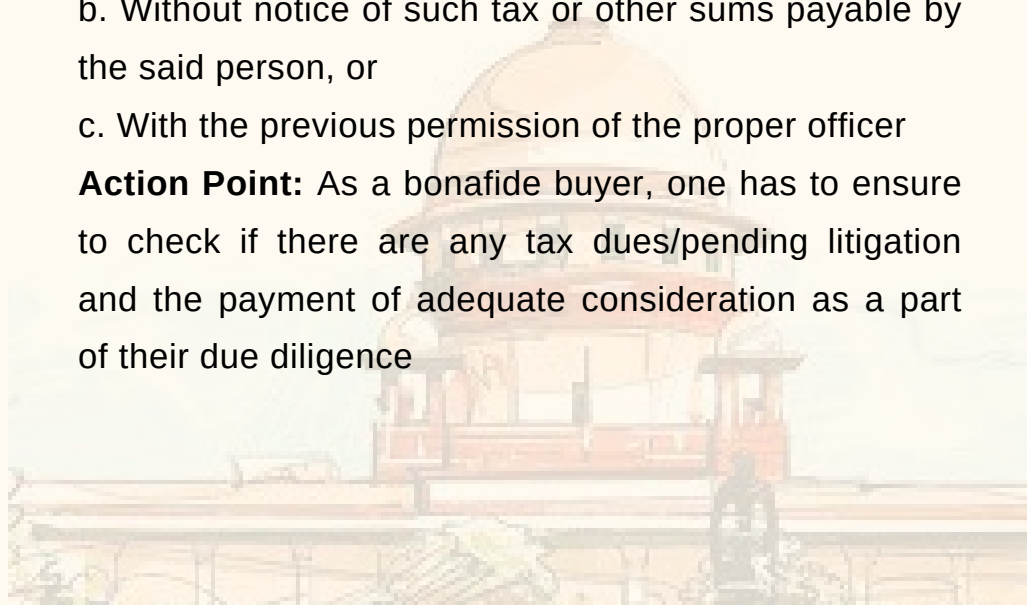 b. Without notice of such tax or other sums payable by
the said person, or
c. With the previous permission of the proper officer
Action Point: As a bonafide buyer, one has to ensure
to check if there are any tax dues/pending litigation
and the payment of adequate consideration as a part
of their due diligence